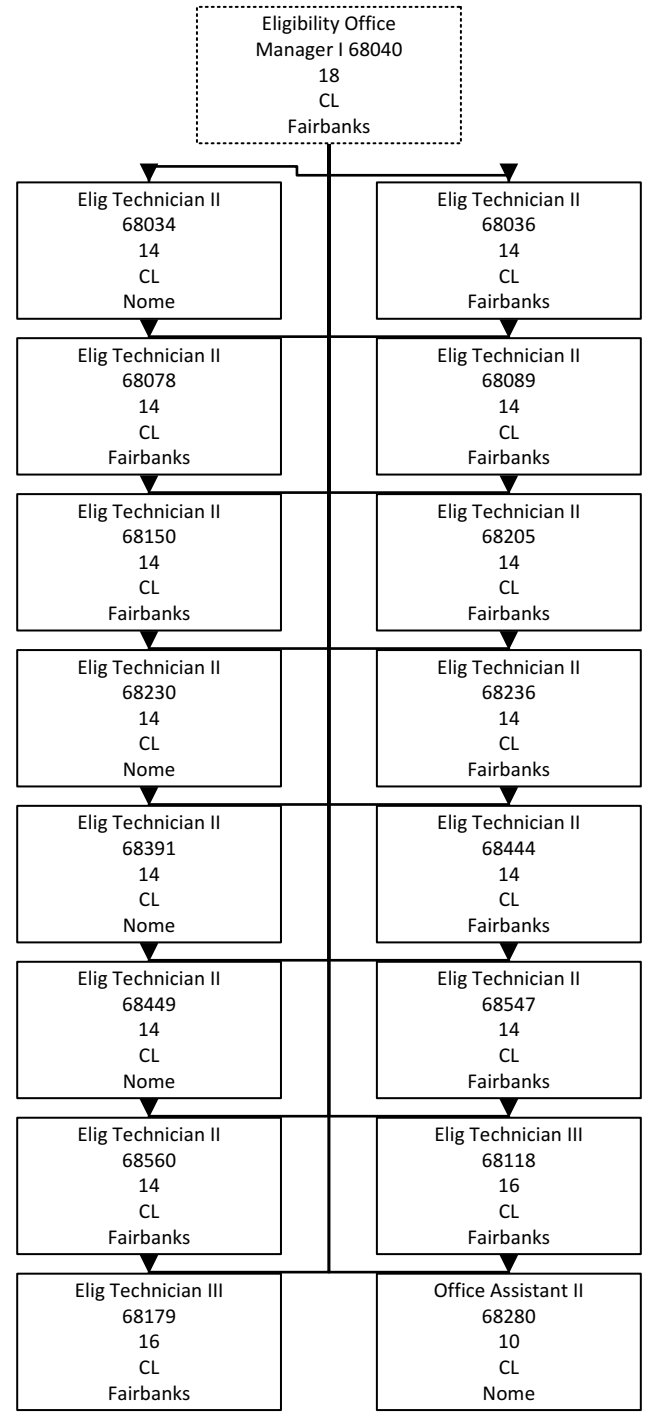 Eligibility Office
Manager I 68040
18
CL
Fairbanks
Elig Technician II
68034
14
CL
Nome
Elig Technician II
68036
14
CL
Fairbanks
Elig Technician II
68078
14
CL
Fairbanks
Elig Technician II
68089
14
CL
Fairbanks
Elig Technician II
68150
14
CL
Fairbanks
Elig Technician II
68205
14
CL
Fairbanks
Elig Technician II
68230
14
CL
Nome
Elig Technician II
68236
14
CL
Fairbanks
Elig Technician II
68391
14
CL
Nome
Elig Technician II
68444
14
CL
Fairbanks
Elig Technician II
68449
14
CL
Nome
Elig Technician II
68547
14
CL
Fairbanks
Elig Technician II
68560
14
CL
Fairbanks
Elig Technician III
68118
16
CL
Fairbanks
Elig Technician III
68179
16
CL
Fairbanks
Office Assistant II
68280
10
CL
Nome